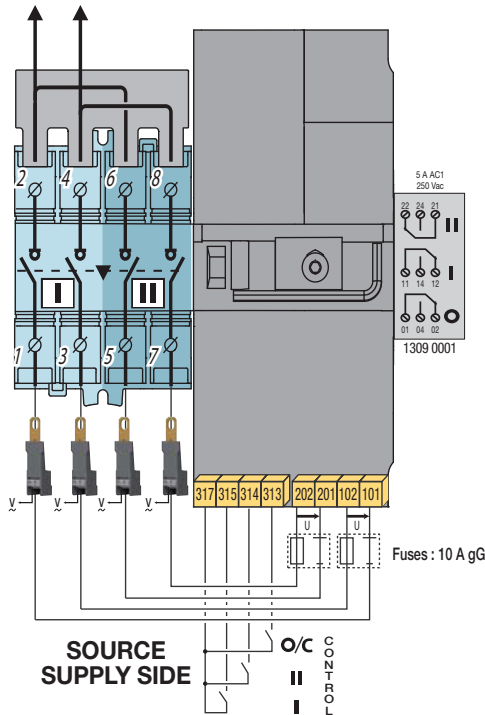 2 4 6 8
I II
1 3 5 7
5 A AC1
250 Vac
22 24 21
II
I
11 14 12
O
01 04 02
1309 0001
V~ V~ V~ V~
317 315 314 313 202 201 102 101
U U
Fuses : 10 A gG
SOURCE
SUPPLY SIDE
O/C
II
I
CONTROL